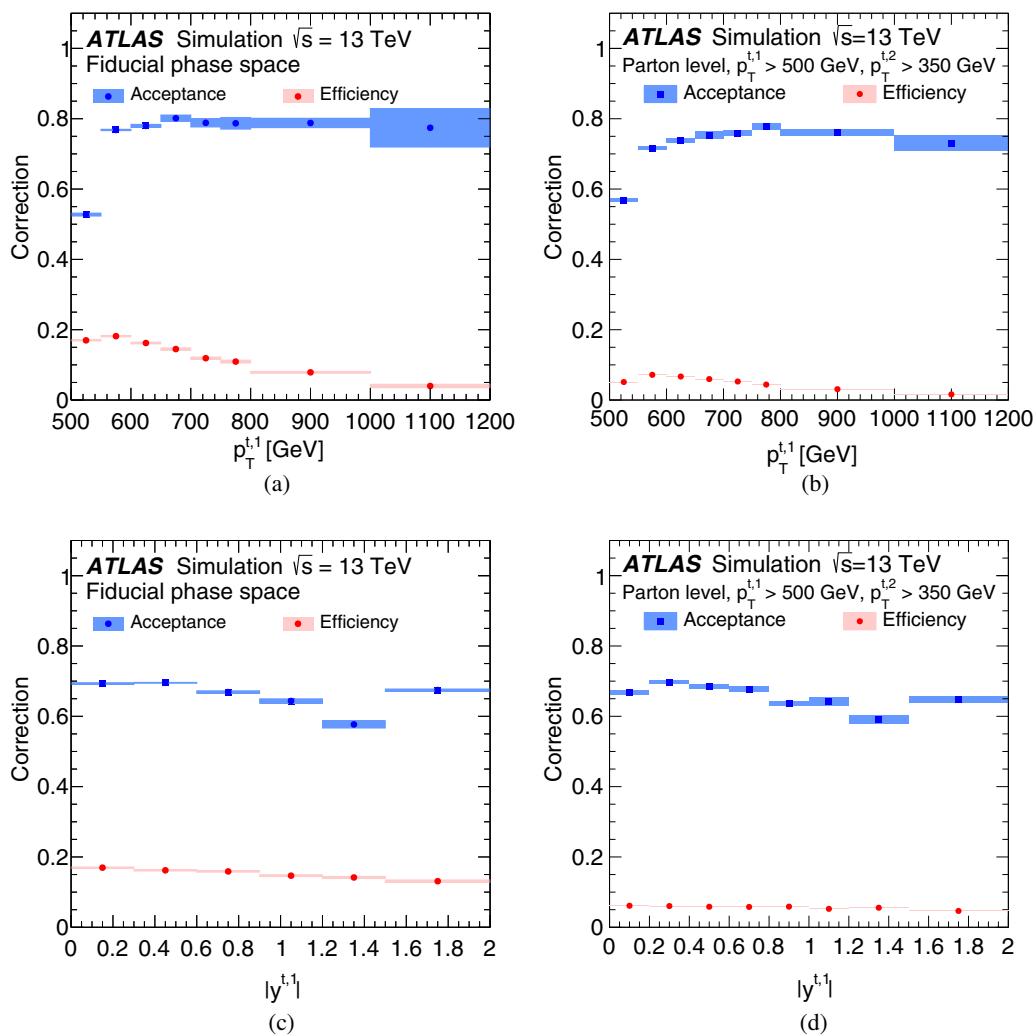 ATLAS Simulation √s = 13 TeV
Fiducial phase space
Acceptance Efficiency
Correction
1
0.8
0.6
0.4
0.2
0
500 600 700 800 900 1000 1100 1200
p_T^{t,1} [GeV]
(a)
ATLAS Simulation √s=13 TeV
Parton level, p_T^{t,1} > 500 GeV, p_T^{t,2} > 350 GeV
Acceptance Efficiency
Correction
1
0.8
0.6
0.4
0.2
0
500 600 700 800 900 1000 1100 1200
p_T^{t,1} [GeV]
(b)
ATLAS Simulation √s = 13 TeV
Fiducial phase space
Acceptance Efficiency
Correction
1
0.8
0.6
0.4
0.2
0
0 0.2 0.4 0.6 0.8 1 1.2 1.4 1.6 1.8 2
|y^{t,1}|
(c)
ATLAS Simulation √s=13 TeV
Parton level, p_T^{t,1} > 500 GeV, p_T^{t,2} > 350 GeV
Acceptance Efficiency
Correction
1
0.8
0.6
0.4
0.2
0
0 0.2 0.4 0.6 0.8 1 1.2 1.4 1.6 1.8 2
|y^{t,1}|
(d)